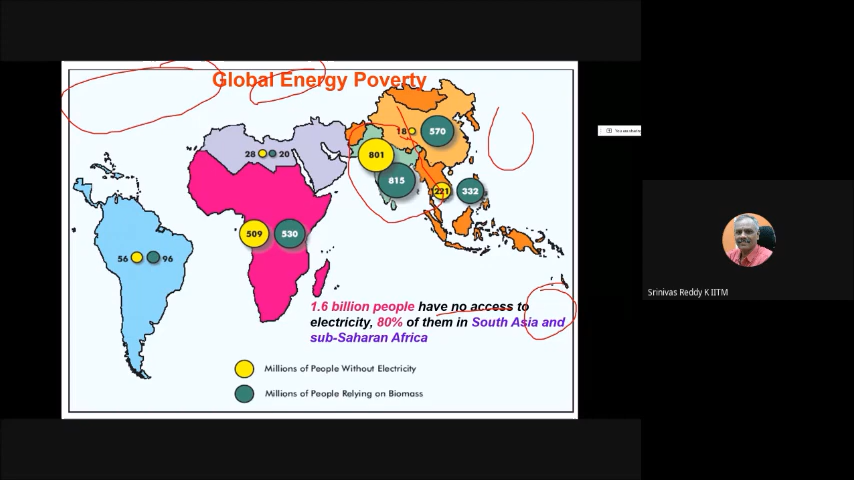 Global Energy Poverty
18
570
801
28
20
815
221
332
509
530
56
96
1.6 billion people have no access to
electricity, 80% of them in South Asia and
sub-Saharan Africa
Millions of People Without Electricity
Millions of People Relying on Biomass
Srinivas Reddy K IITM